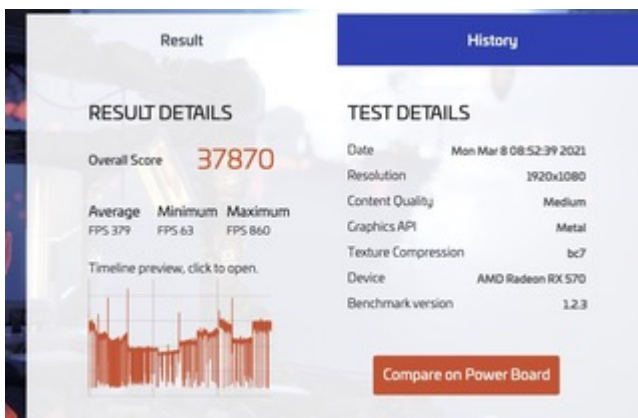 Result
History
RESULT DETAILS
Overall Score 37870
Average Minimum Maximum
FPS 379 FPS 63 FPS 860
Timeline preview, click to open.
TEST DETAILS
Date Mon Mar 8 08:52:39 2021
Resolution 1920x1080
Content Quality Medium
Graphics API Metal
Texture Compression bc7
Device AMD Radeon RX 570
Benchmark version 1.2.3
Compare on Power Board